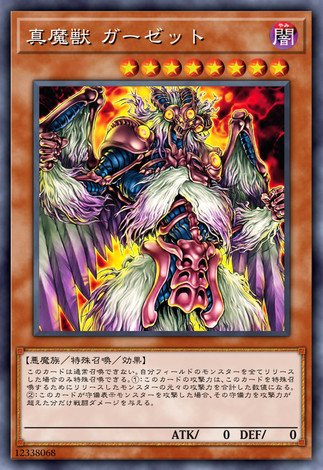 真魔獣 ガーゼット
闇
やみ
【悪魔族／特殊召喚／効果】
このカードは通常召喚できない。自分フィールドのモンスターを全てリリー
スした場合のみ特殊召喚できる。①：このカードの攻撃力は、このカードを特殊召
喚するためにリリースしたモンスターの元々の攻撃力を合計した数値になる。
②：このカードが守備表示モンスターを攻撃した場合、その守備力を攻撃力が
超えた分だけ戦闘ダメージを与える。
ATK/ 0 DEF/ 0
12338068